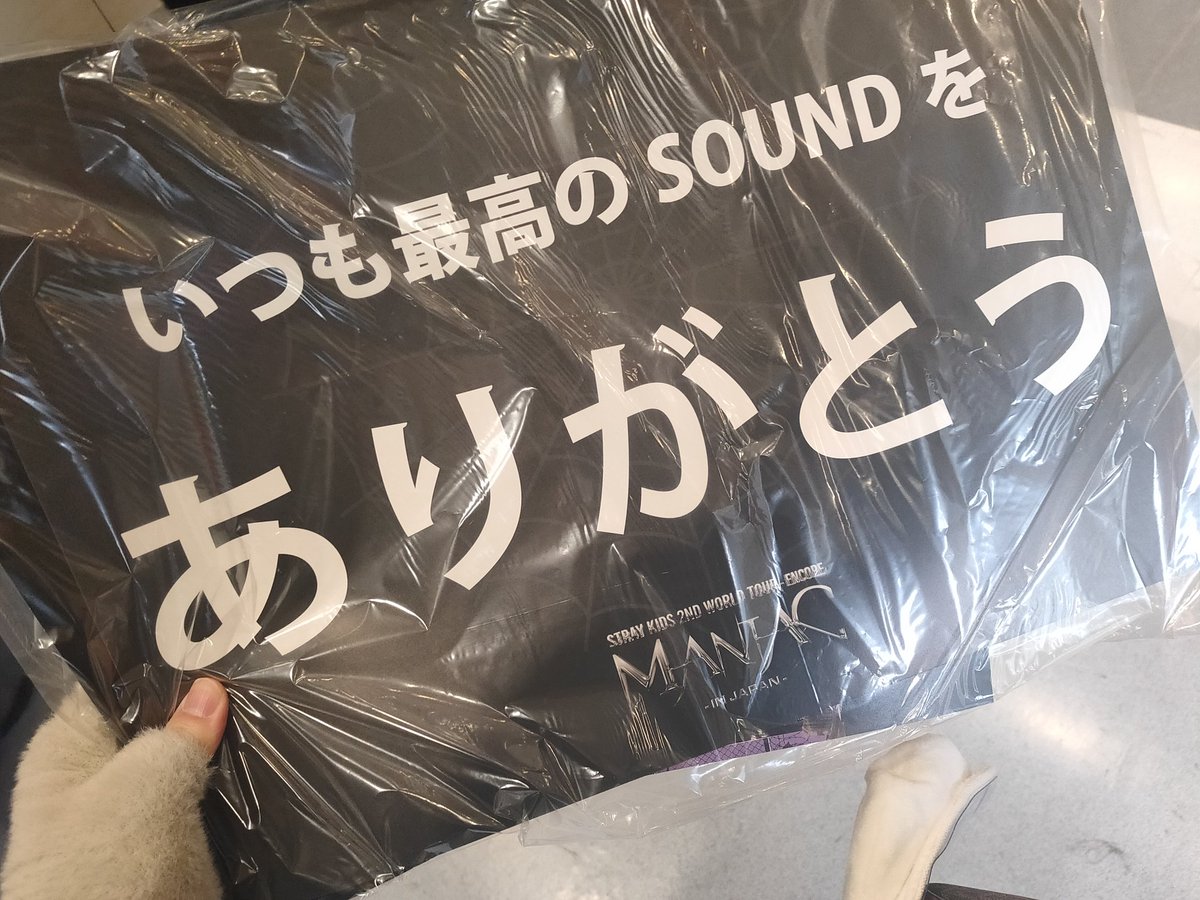 いつも最高の SOUND を
ありがとう
STRAY KIDS 2ND WORLD TOUR ENCORE
MANIAC
-IN JAPAN-